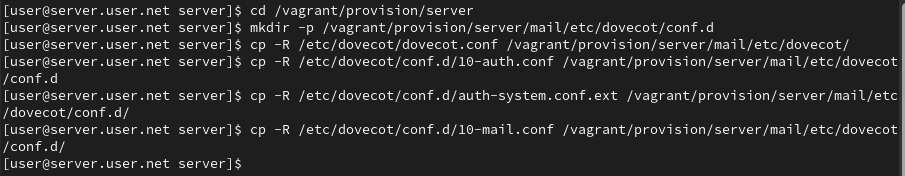 [user@server.user.net server]$ cd /vagrant/provision/server
[user@server.user.net server]$ mkdir -p /vagrant/provision/server/mail/etc/dovecot/conf.d
[user@server.user.net server]$ cp -R /etc/dovecot/dovecot.conf /vagrant/provision/server/mail/etc/dovecot/
[user@server.user.net server]$ cp -R /etc/dovecot/conf.d/10-auth.conf /vagrant/provision/server/mail/etc/dovecot
/conf.d
[user@server.user.net server]$ cp -R /etc/dovecot/conf.d/auth-system.conf.ext /vagrant/provision/server/mail/etc
/dovecot/conf.d/
[user@server.user.net server]$ cp -R /etc/dovecot/conf.d/10-mail.conf /vagrant/provision/server/mail/etc/dovecot
/conf.d/
[user@server.user.net server]$